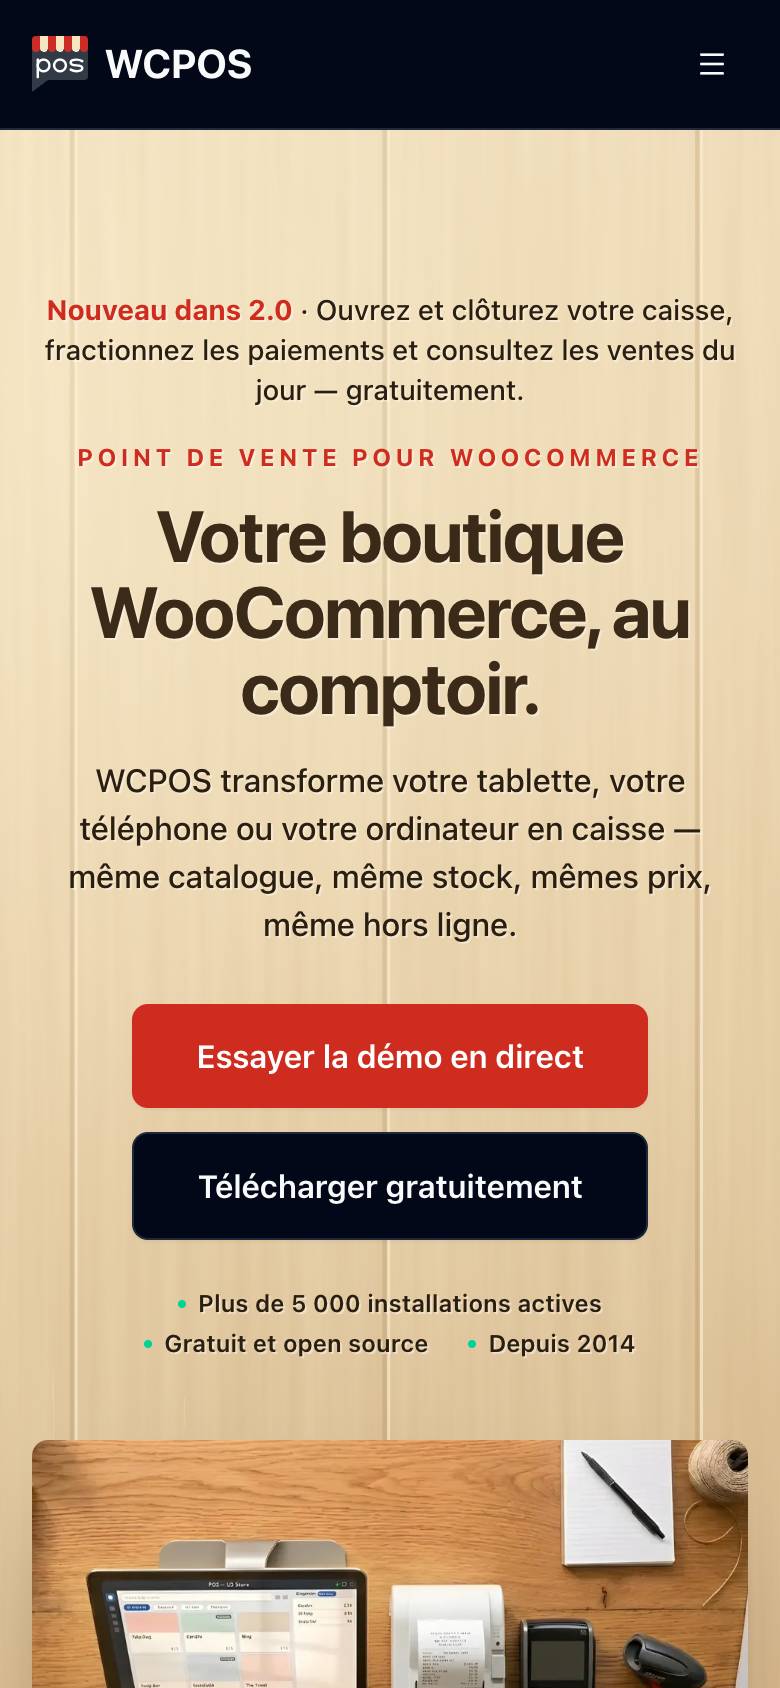 pos WCPOS
Nouveau dans 2.0 · Ouvrez et clôturez votre caisse,
fractionnez les paiements et consultez les ventes du
jour — gratuitement.
POINT DE VENTE POUR WOOCOMMERCE
Votre boutique
WooCommerce, au
comptoir.
WCPOS transforme votre tablette, votre
téléphone ou votre ordinateur en caisse —
même catalogue, même stock, mêmes prix,
même hors ligne.
Essayer la démo en direct
Télécharger gratuitement
Plus de 5 000 installations actives
Gratuit et open source
Depuis 2014